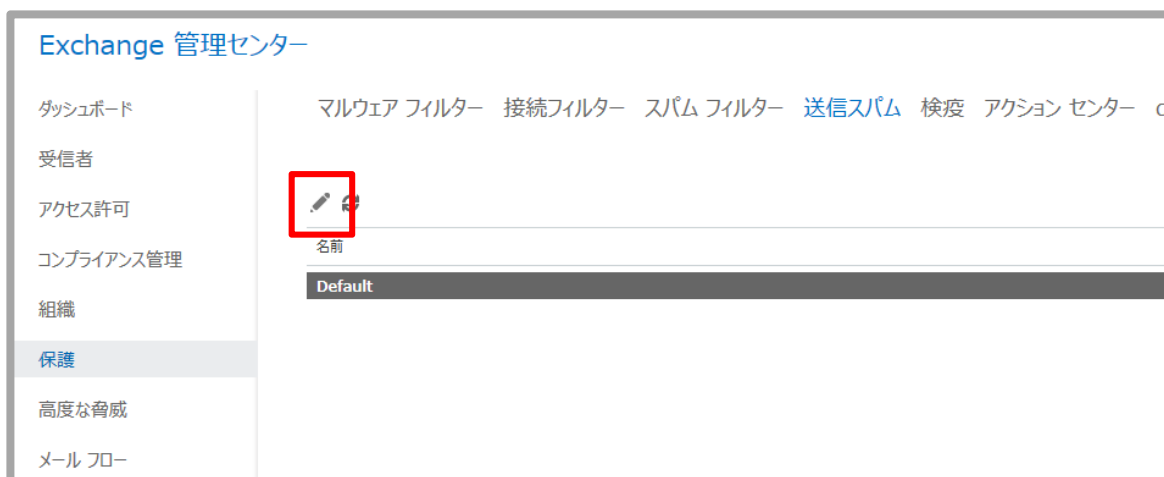 Exchange 管理センター
ダッシュボード
受信者
アクセス許可
コンプライアンス管理
組織
保護
高度な脅威
メール フロー
マルウェア フィルター 接続フィルター スパム フィルター 送信スパム 検疫 アクション センター
名前
Default